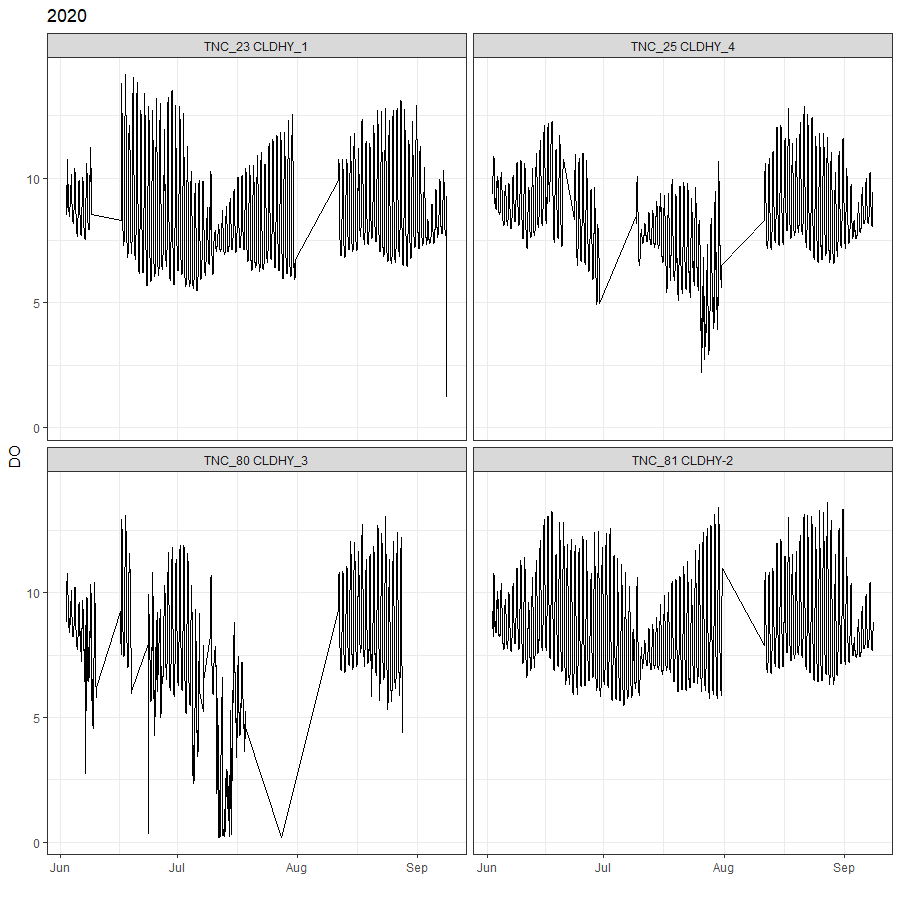 2020
TNC_23 CLDHY_1
TNC_25 CLDHY_4
10
5
0
DO
TNC_80 CLDHY_3
TNC_81 CLDHY-2
10
5
0
Jun Jul Aug Sep
Jun Jul Aug Sep